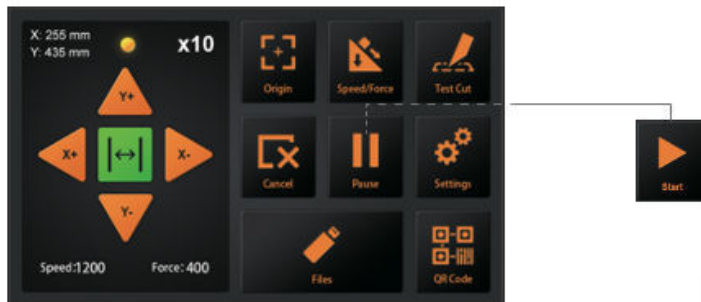 X: 255 mm
Y: 435 mm
x10
Y+
X+
X-
Y-
Speed:1200
Force: 400
Origin
Speed/Force
Test Cut
Cancel
Pause
Settings
Files
QR Code
Start